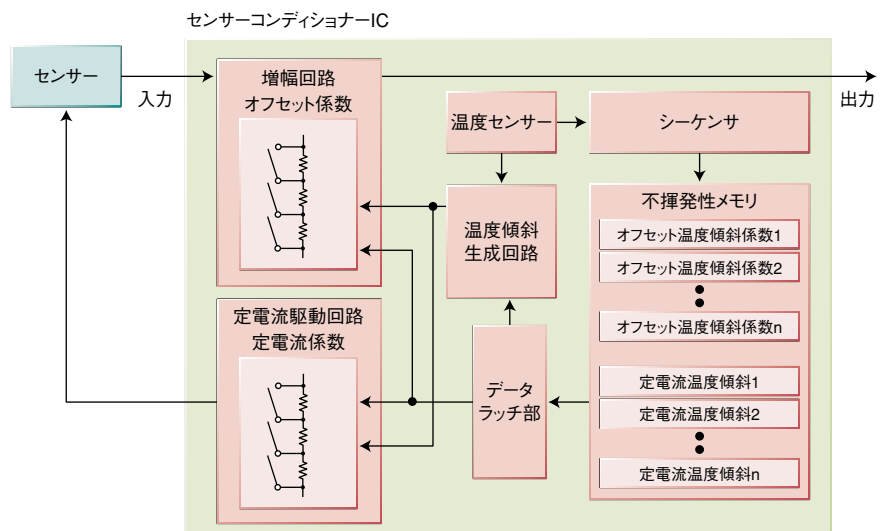 センサーコンディショナーIC
センサー
入力
増幅回路
オフセット係数
出力
温度センサー
シーケンサ
温度傾斜
生成回路
不揮発性メモリ
オフセット温度傾斜係数1
オフセット温度傾斜係数2
オフセット温度傾斜係数n
定電流駆動回路
定電流係数
データ
ラッチ部
定電流温度傾斜1
定電流温度傾斜2
定電流温度傾斜n